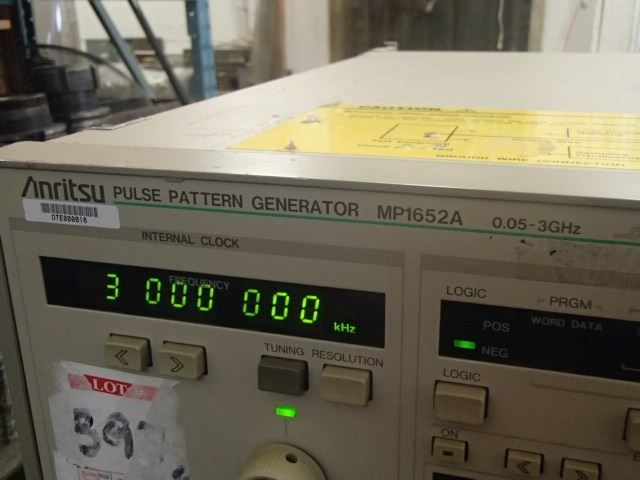 CAUTION
Anritsu PULSE PATTERN GENERATOR MP1652A 0.05-3GHz
OTE000016
INTERNAL CLOCK
FREQUENCY
3 000 000 kHz
TUNING RESOLUTION
LOT
LOGIC PRGM
POS WORD DATA
NEG
LOGIC
ON